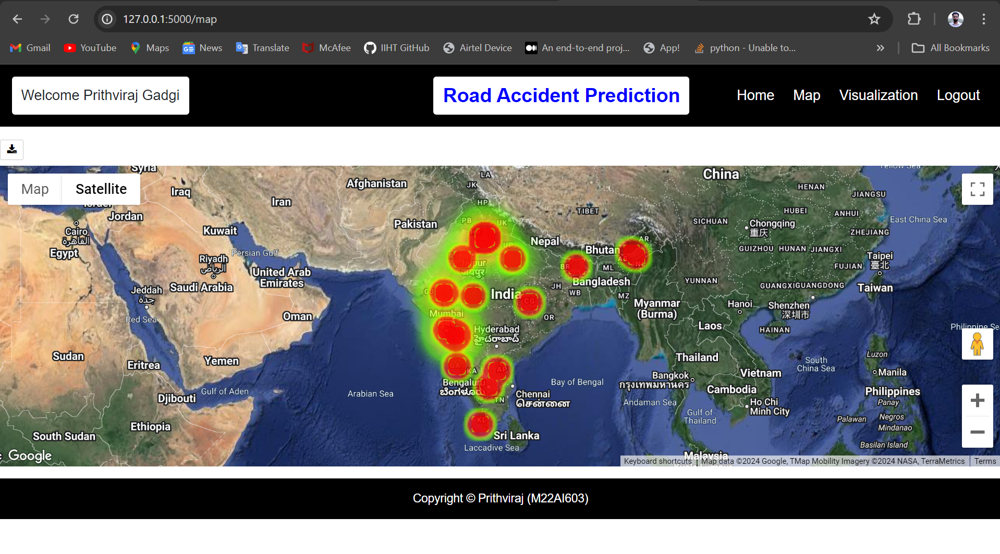 127.0.0.1:5000/map
Gmail
YouTube
Maps
News
Translate
McAfee
IIHT GitHub
Airtel Device
An end-to-end proj...
App!
python - Unable to...
All Bookmarks
Welcome Prithviraj Gadgi
Road Accident Prediction
Home
Map
Visualization
Logout
Syria
Map
Satellite
Iraq
Iran
Afghanistan
LA
JK
China
HENAN
JIANGSU
Yellow Sea
Israel
Jordan
HP
TIBET
HUBEI
ANHUI
East China Sea
Cairo
القاهرة
Kuwait
Pakistan
PB
UK
SICHUAN
Chongqing
重庆
ZHEJIANG
Egypt
Riyadh
الرياض
Persian Gulf
UP
Nepal
Bhutan
AR
GUIZHOU
HUNAN
JIANGXI
Taipei
臺北
RJ
Jaipur
जयपुर
AS
NL
BR
ML
FUJIAN
United Arab
Emirates
Jeddah
جدة
Saudi Arabia
JH
Bangladesh
YUNNAN
GUANGXI
GUANGDONG
Taiwan
GJ
India
CG
WB
MZ
Myanmar
(Burma)
Hanoi
Shenzhen
深圳市
Red Sea
Oman
Mumbai
OR
Laos
HAINAN
Philippine Se
Hyderabad
Sudan
Eritrea
Yemen
Thailand
South
China Sea
Luzon
Manila
GA
KA
AP
Bay of Bengal
Bangkok
กรุงเทพมหานคร
Vietnam
Cambodia
Philippines
Bengaluru
ಬೆಂಗಳೂರು
Djibouti
Gulf of Aden
Arabian Sea
TN
Chennai
சென்னை
Andaman Sea
Gulf of
Thailand
Ho Chi
Minh City
Panay
Palawan
Negros
Mindanao
Ethiopia
KL
South Sudan
Sri Lanka
Laccadive Sea
Basilan Island
Malaysia
Google
Keyboard shortcuts
Map data ©2024 Google, TMap Mobility Imagery ©2024 NASA, TerraMetrics
Terms
Copyright © Prithviraj (M22AI603)